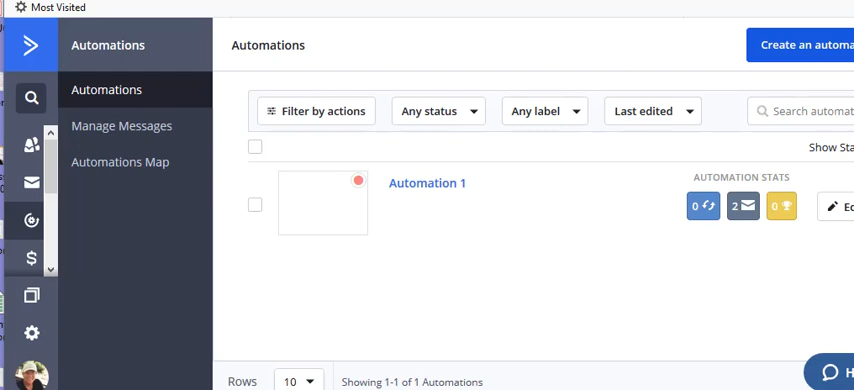 Most Visited
Automations
Automations
Create an automa
Automations
Manage Messages
Automations Map
Filter by actions
Any status
Any label
Last edited
Search automat
Show Sta
Automation 1
AUTOMATION STATS
0
2
0
Ed
Rows
10
Showing 1-1 of 1 Automations
H